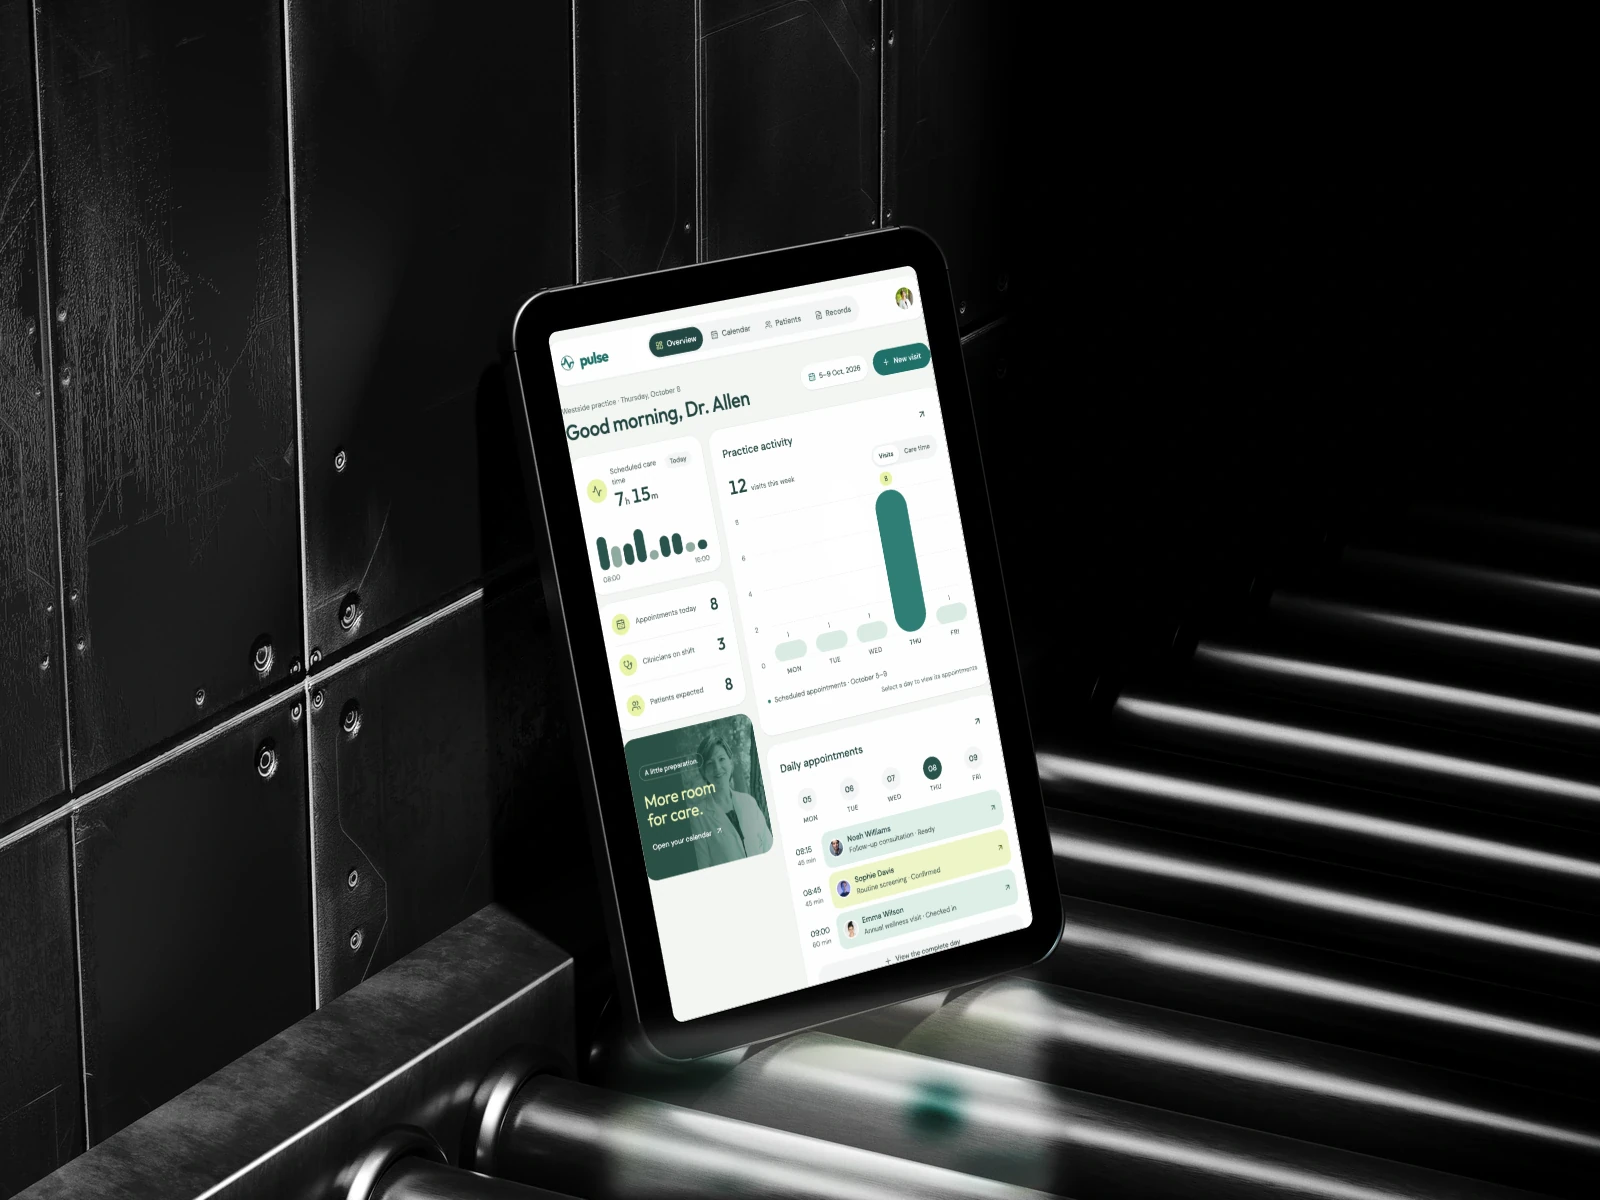 pulse
Overview
Calendar
Patients
Records
Westside practice · Thursday, October 8
Good morning, Dr. Allen
5–9 Oct, 2026
+ New visit
Scheduled care
time
Today
7h 15m
08:00
16:00
Appointments today 8
Clinicians on shift 3
Patients expected 8
A little preparation.
More room
for care.
Open your calendar
Practice activity
12 visits this week
Visits
Care time
8
6
4
2
0
1
1
1
8
1
MON
TUE
WED
THU
FRI
Scheduled appointments · October 5–9
Select a day to view its appointments
Daily appointments
05
06
07
08
09
MON
TUE
WED
THU
FRI
08:15
45 min
Noah Williams
Follow-up consultation · Ready
08:45
45 min
Sophie Davis
Routine screening · Confirmed
09:00
60 min
Emma Wilson
Annual wellness visit · Checked in
+ View the complete day